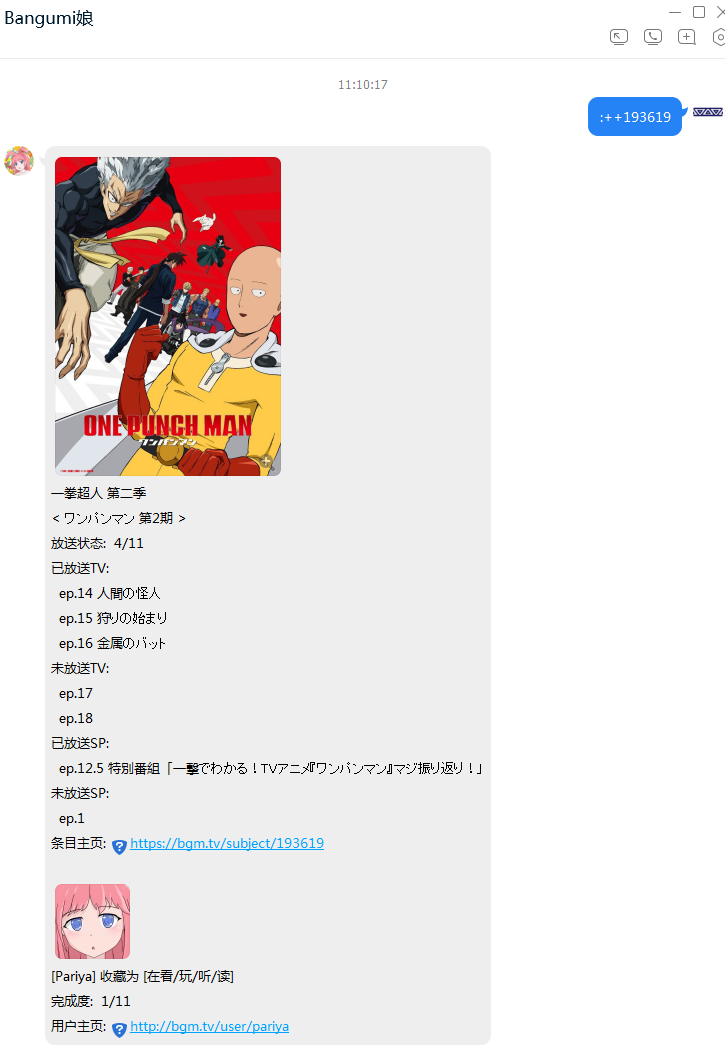 Bangumi娘
11:10:17
:++193619
ONE PUNCH MAN
ワンパンマン
一拳超人 第二季
< ワンパンマン 第2期 >
放送状态: 4/11
已放送TV:
ep.14 人間の怪人
ep.15 狩りの始まり
ep.16 金属のバット
未放送TV:
ep.17
ep.18
已放送SP:
ep.12.5 特別番組「一撃でわかる！TVアニメ『ワンパンマン』マジ振り返り！」
未放送SP:
ep.1
条目主页: https://bgm.tv/subject/193619
[Pariya] 收藏为 [在看/玩/听/读]
完成度: 1/11
用户主页: http://bgm.tv/user/pariya